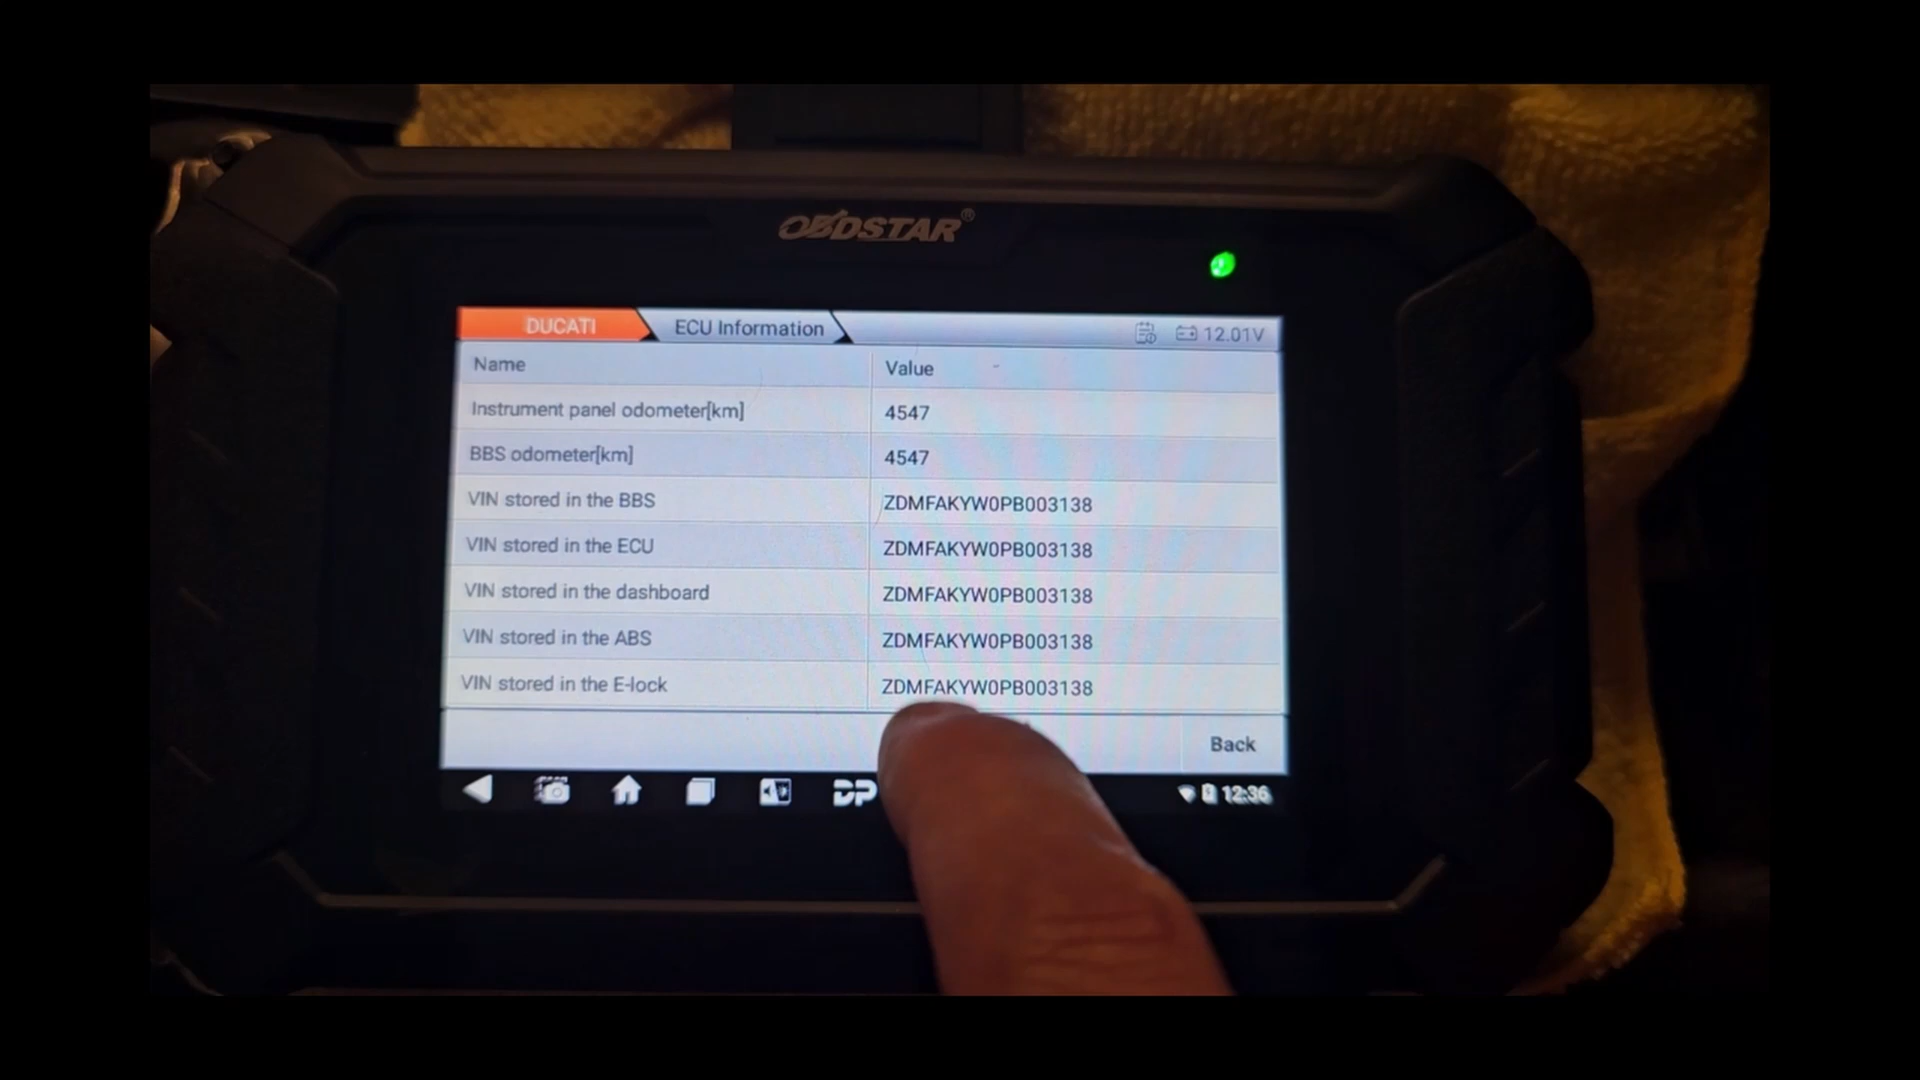 OBDSTAR®
DUCATI ECU Information 12.01V
Name Value
Instrument panel odometer[km] 4547
BBS odometer[km] 4547
VIN stored in the BBS ZDMFAKYW0PB003138
VIN stored in the ECU ZDMFAKYW0PB003138
VIN stored in the dashboard ZDMFAKYW0PB003138
VIN stored in the ABS ZDMFAKYW0PB003138
VIN stored in the E-lock ZDMFAKYW0PB003138
Back
DP 12:36